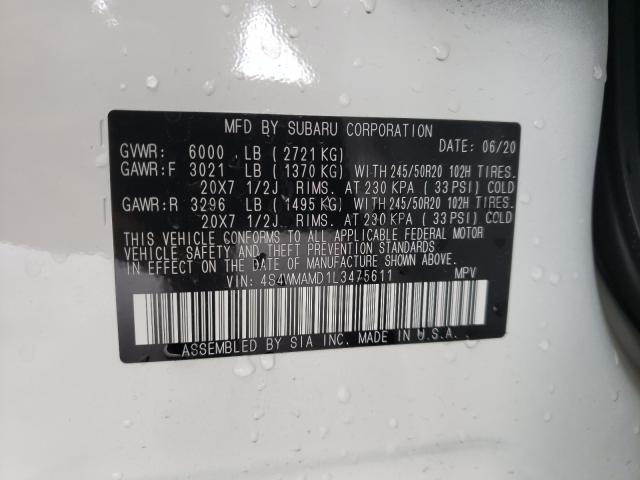 MFD BY SUBARU CORPORATION DATE: 06/20
GVWR: 6000 LB ( 2721 KG)
GAWR:F 3021 LB ( 1370 KG) WITH 245/50R20 102H TIRES.
20X7 1/2J. RIMS. AT 230 KPA ( 33 PSI) COLD
GAWR:R 3296 LB ( 1495 KG) WITH 245/50R20 102H TIRES.
20X7 1/2J. RIMS. AT 230 KPA ( 33 PSI) COLD
THIS VEHICLE CONFORMS TO ALL APPLICABLE FEDERAL MOTOR
VEHICLE SAFETY AND THEFT PREVENTION STANDARDS
IN EFFECT ON THE DATE OF MANUFACTURE SHOWN ABOVE.
VIN: 4S4WMAMD1L3475611 MPV
ASSEMBLED BY SIA INC. MADE IN U.S.A.